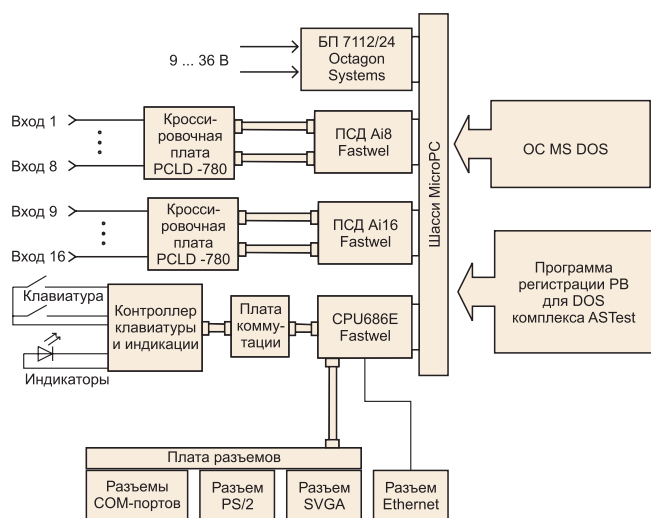 9 ... 36 В
БП 7112/24
Octagon
Systems
Вход 1
Вход 8
Кросси-
ровочная
плата
PCLD -780
ПСД Ai8
Fastwel
Шасси MicroPC
ОС MS DOS
Вход 9
Вход 16
Кросси-
ровочная
плата
PCLD -780
ПСД Ai16
Fastwel
Программа
регистрации РВ
для DOS
комплекса ASTest
Клавиатура
Индикаторы
Контроллер
клавиатуры
и индикации
Плата
комму-
тации
CPU686E
Fastwel
Плата разъемов
Разъемы
COM-портов
Разъем
PS/2
Разъем
SVGA
Разъем
Ethernet